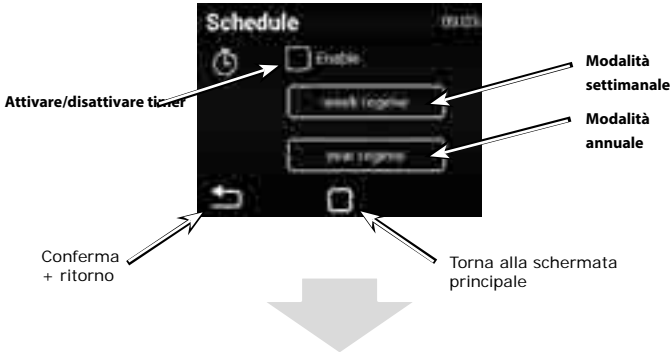 Schedule
Enable
week regime
year regime
Attivare/disattivare timer
Modalità
settimanale
Modalità
annuale
Conferma
+ ritorno
Torna alla schermata
principale